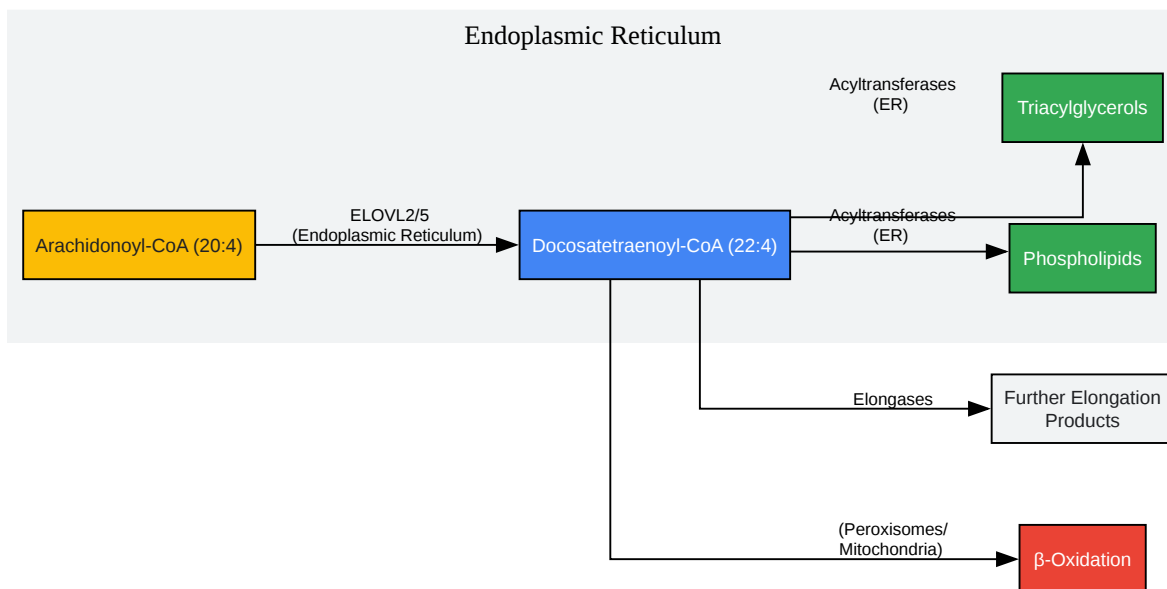 Endoplasmic Reticulum
Acyltransferases
(ER)
Triacylglycerols
Arachidonoyl-CoA (20:4)
ELOVL2/5
(Endoplasmic Reticulum)
Docosatetraenoyl-CoA (22:4)
Acyltransferases
(ER)
Phospholipids
Elongases
Further Elongation
Products
(Peroxisomes/
Mitochondria)
β-Oxidation